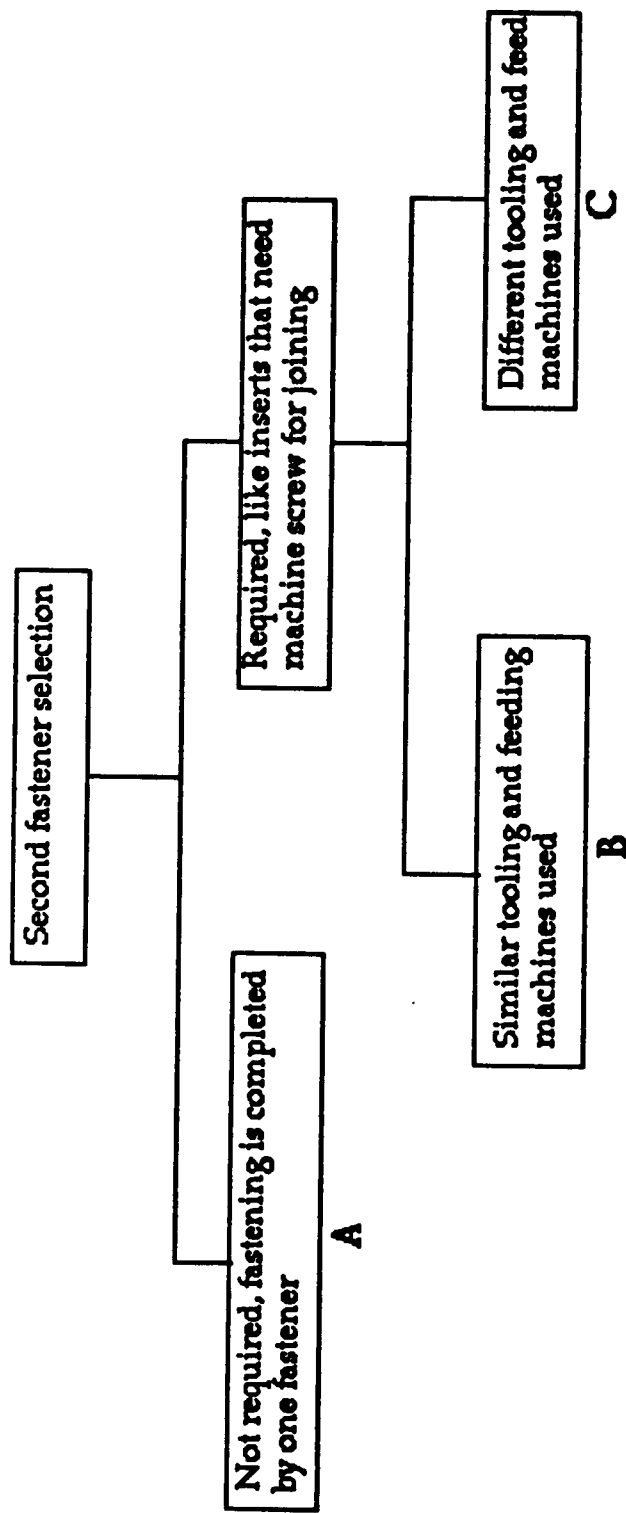 Second fastener selection
Not required, fastening is completed
by one fastener
A
Required, like inserts that need
machine screw for joining
Similar tooling and feeding
machines used
B
Different tooling and feed
machines used
C